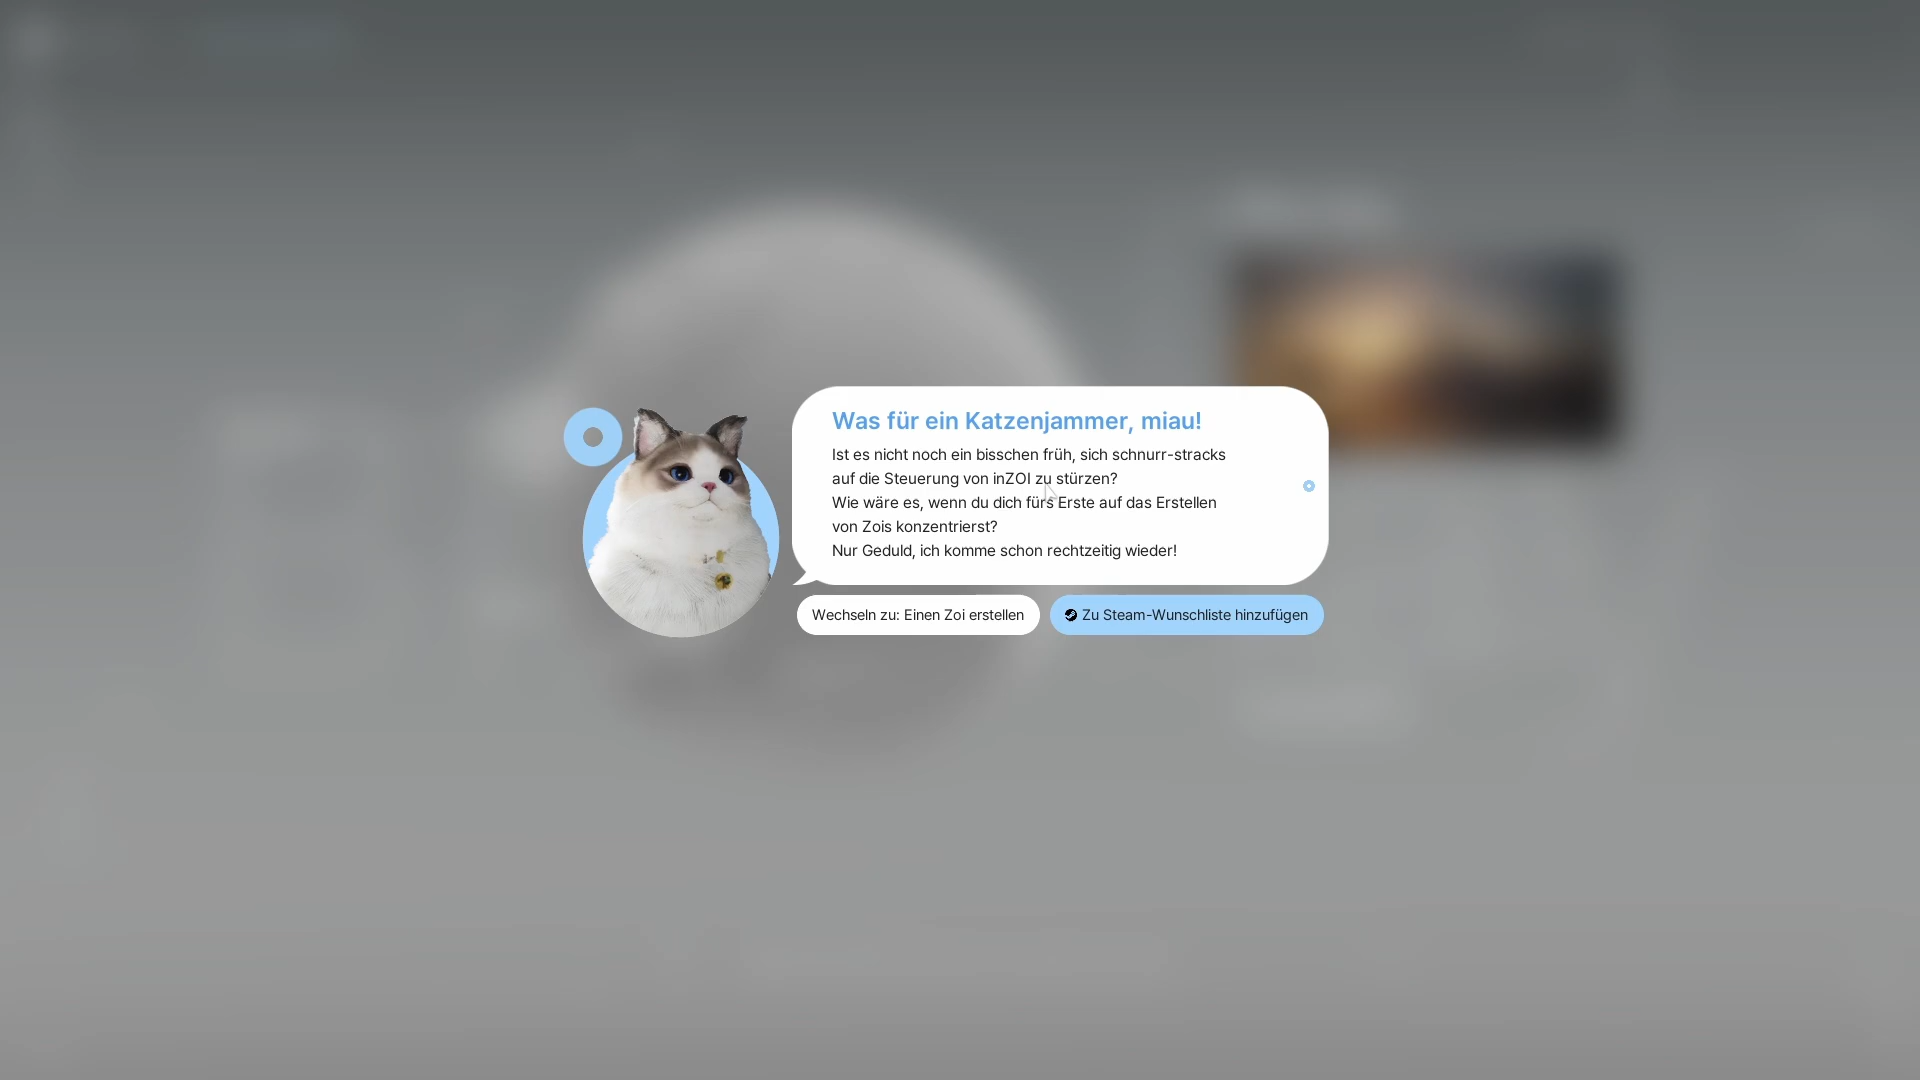 Was für ein Katzenjammer, miau!
Ist es nicht noch ein bisschen früh, sich schnurr-stracks
auf die Steuerung von inZOI zu stürzen?
Wie wäre es, wenn du dich fürs Erste auf das Erstellen
von Zois konzentrierst?
Nur Geduld, ich komme schon rechtzeitig wieder!
Wechseln zu: Einen Zoi erstellen
Zu Steam-Wunschliste hinzufügen